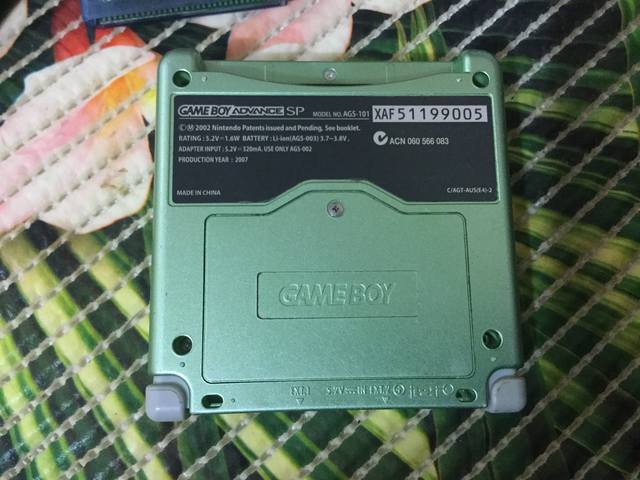 GAME BOY ADVANCE SP MODEL NO. AGS-101 XAF51199005
©Ⓜ 2002 Nintendo Patents issued and Pending, See booklet.
RATING : 5.2V⎓1.6W BATTERY : Li-ion(AGS-003) 3.7~3.8V,
ADAPTER INPUT : 5.2V⎓320mA. USE ONLY AGS-002
PRODUCTION YEAR : 2007
ACN 060 566 083
MADE IN CHINA
C/AGT-AUS(E4)-2
GAME BOY